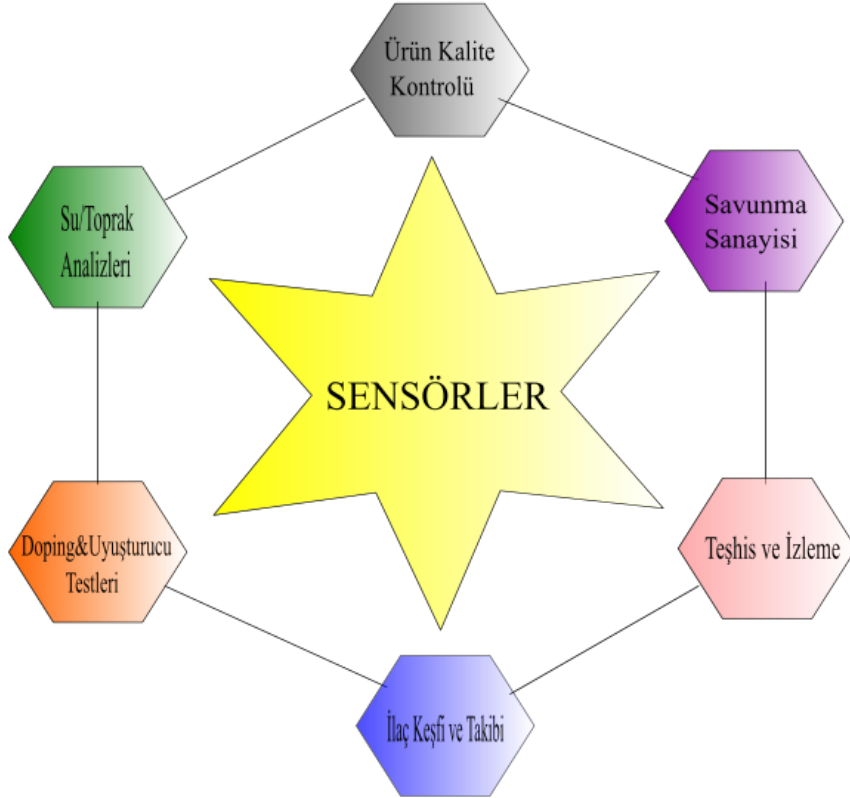 Ürün Kalite
Kontrolü
Savunma
Sanayisi
Su/Toprak
Analizleri
SENSÖRLER
Doping&Uyuşturucu
Testleri
Teşhis ve İzleme
İlaç Keşfi ve Takibi